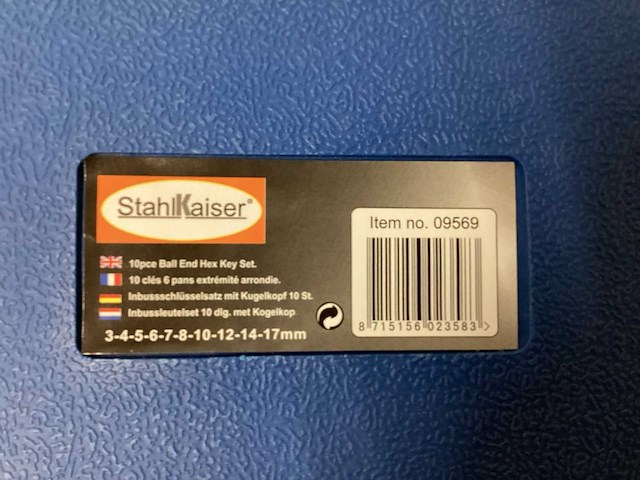 StahlKaiser®
Item no. 09569
10pce Ball End Hex Key Set.
10 clés 6 pans extrémité arrondie.
Inbussschlüsselsatz mit Kugelkopf 10 St.
Inbussleutelset 10 dlg. met Kogelkop
3-4-5-6-7-8-10-12-14-17mm
8 715156 023583 >